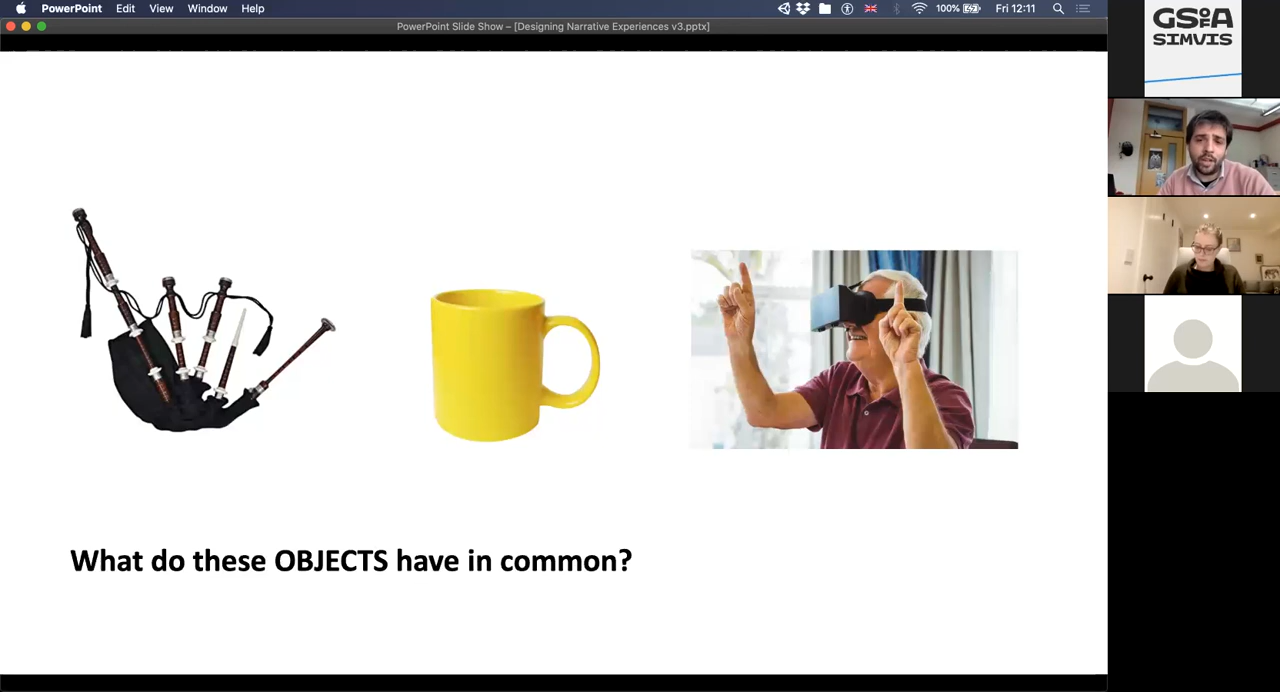 PowerPoint Edit View Window Help 100% Fri 12:11
PowerPoint Slide Show – [Designing Narrative Experiences v3.pptx]
GSOFA
SIMVIS
What do these OBJECTS have in common?